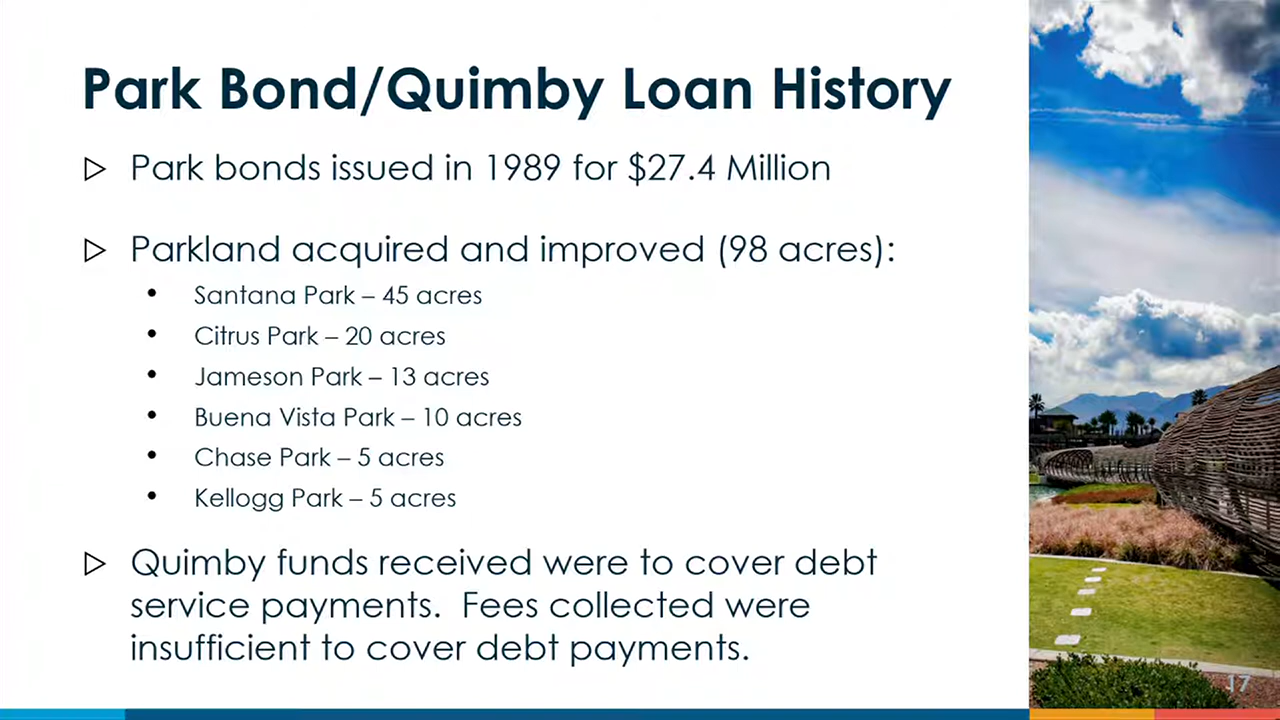 Park Bond/Quimby Loan History
Park bonds issued in 1989 for $27.4 Million
Parkland acquired and improved (98 acres):
Santana Park – 45 acres
Citrus Park – 20 acres
Jameson Park – 13 acres
Buena Vista Park – 10 acres
Chase Park – 5 acres
Kellogg Park – 5 acres
Quimby funds received were to cover debt
service payments.  Fees collected were
insufficient to cover debt payments.
17